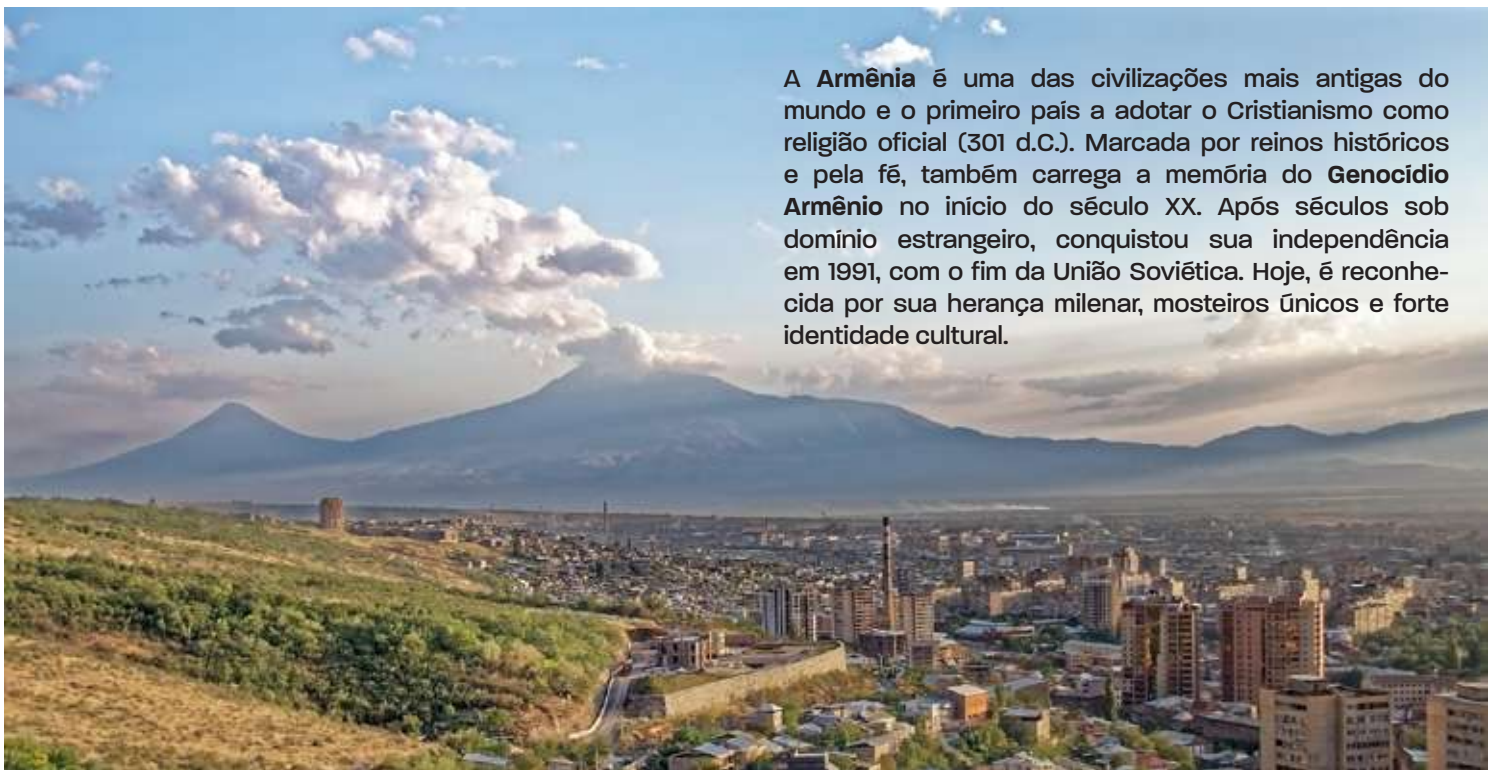 A Armênia é uma das civilizações mais antigas do
mundo e o primeiro país a adotar o Cristianismo como
religião oficial (301 d.C.). Marcada por reinos históricos
e pela fé, também carrega a memória do Genocídio
Armênio no início do século XX. Após séculos sob
domínio estrangeiro, conquistou sua independência
em 1991, com o fim da União Soviética. Hoje, é reconhe-
cida por sua herança milenar, mosteiros únicos e forte
identidade cultural.